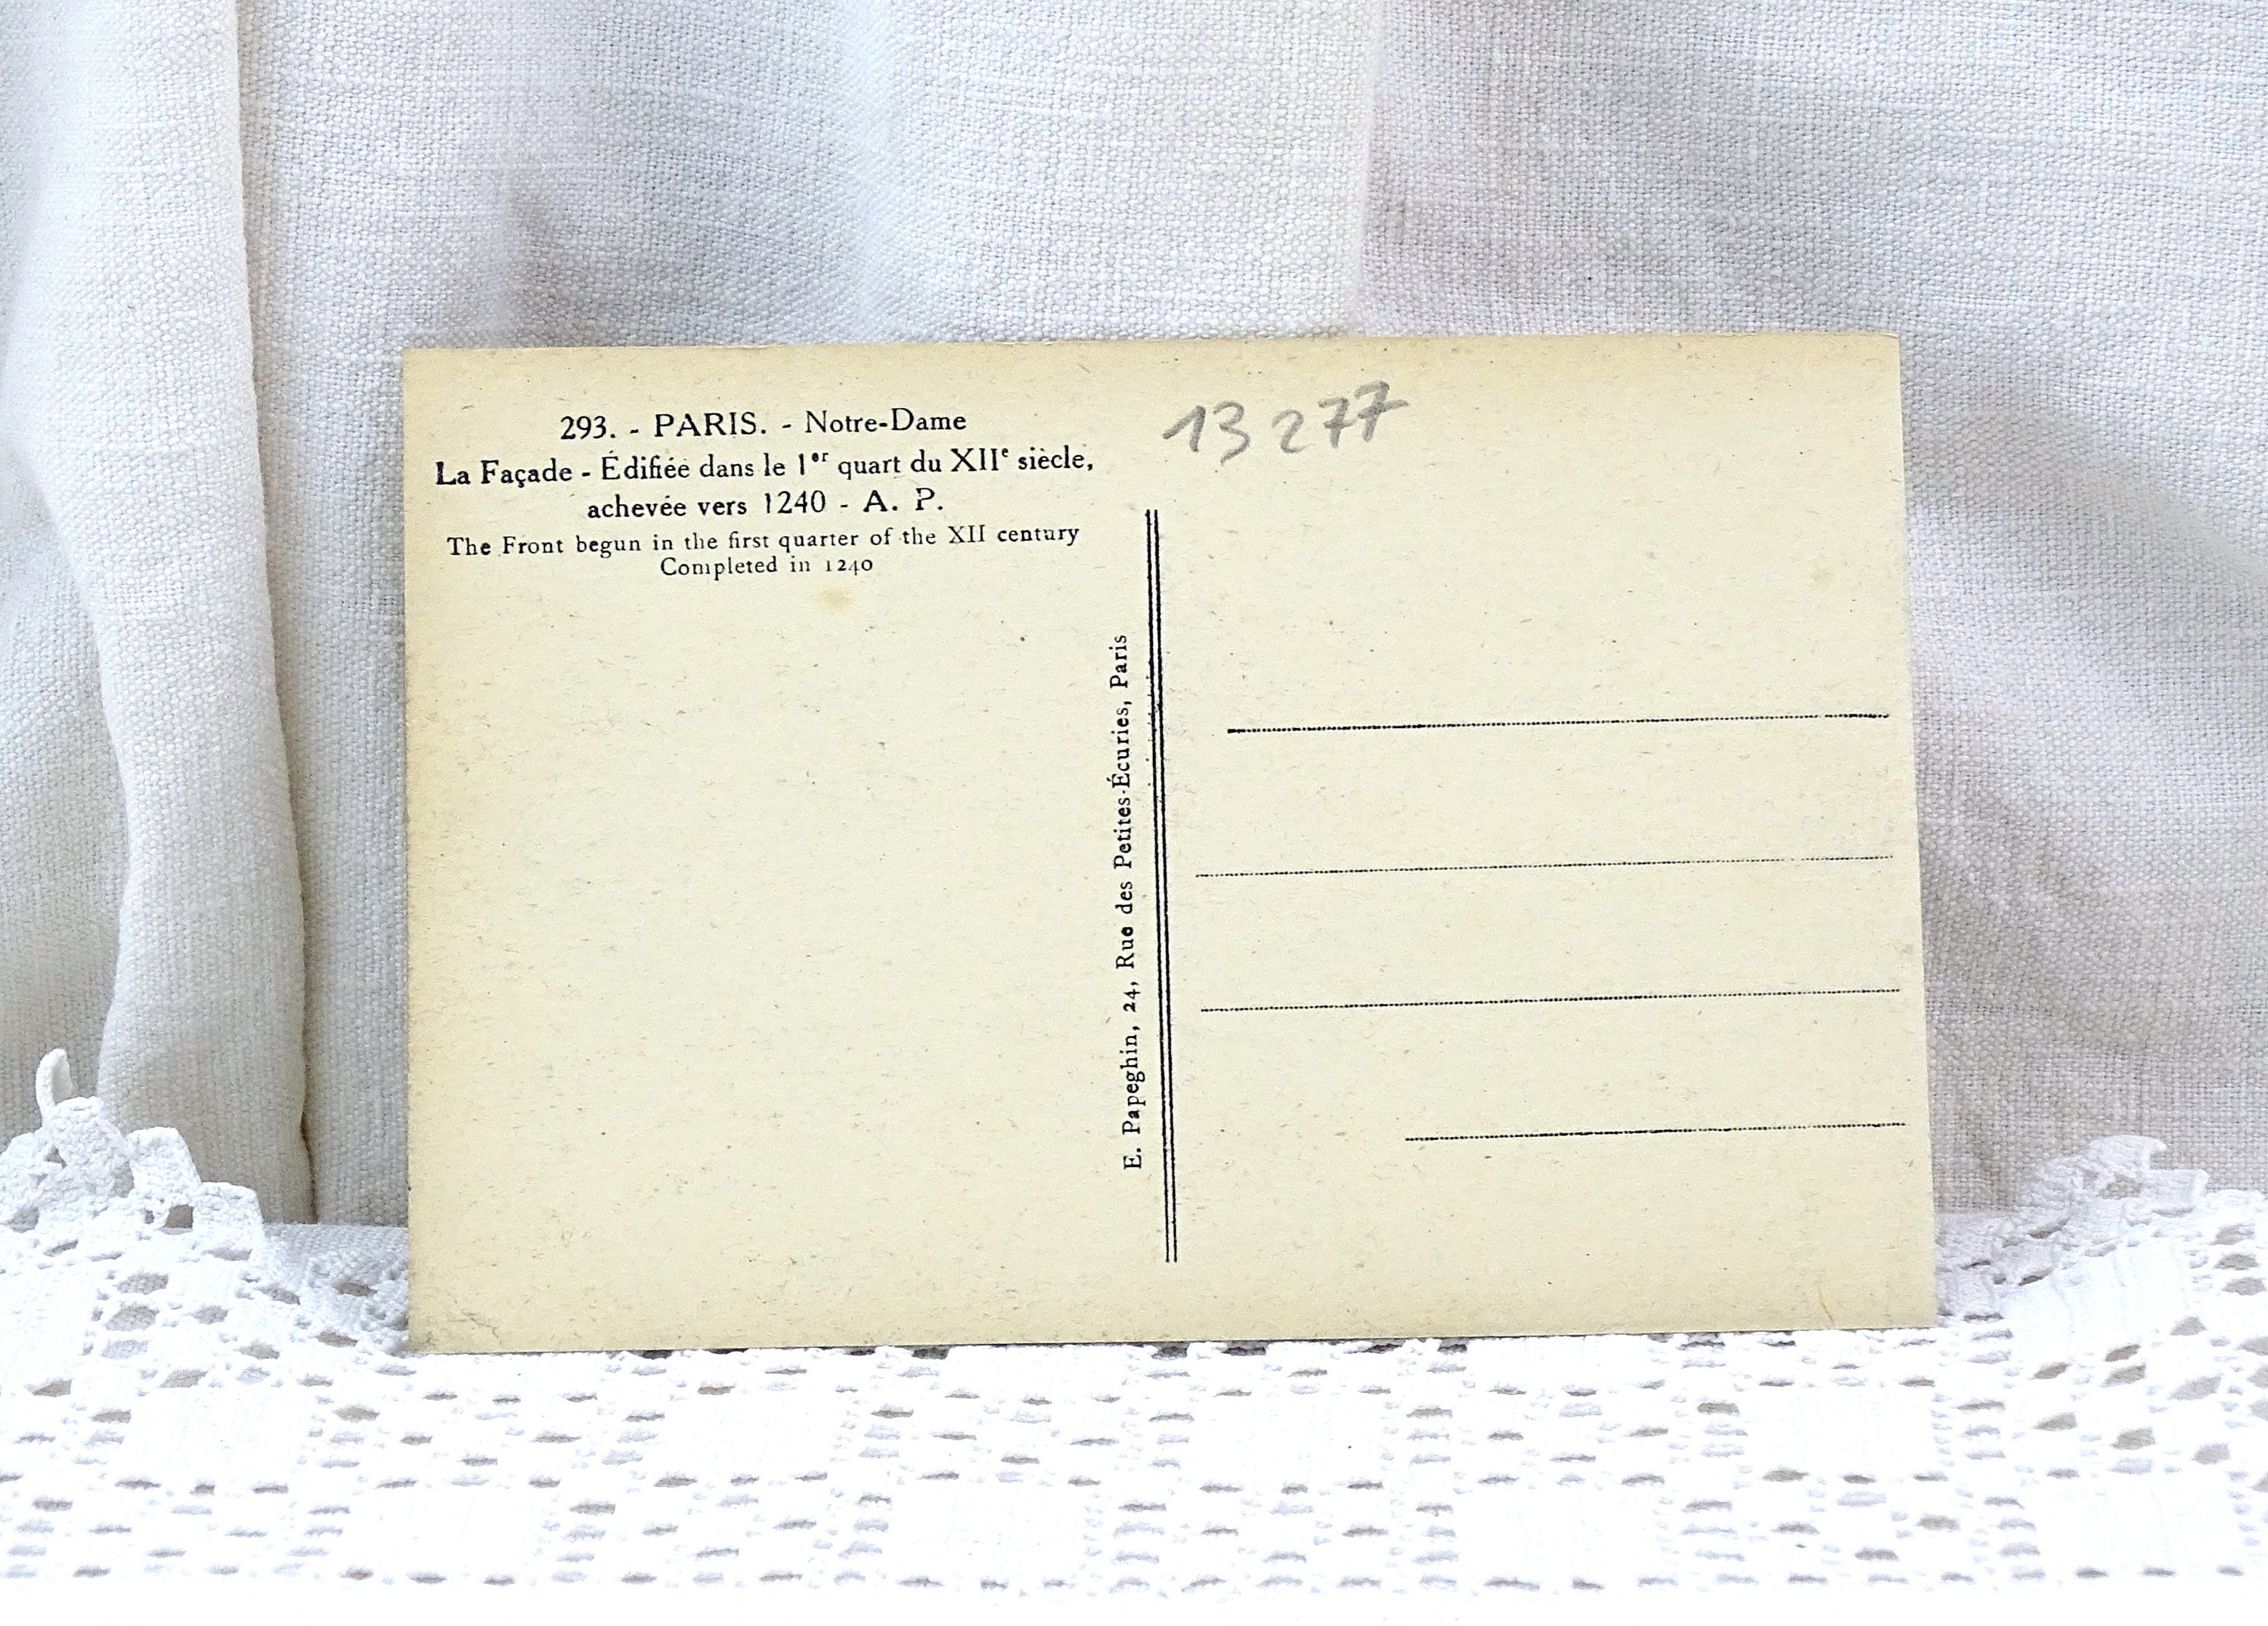 293. - PARIS. - Notre-Dame
La Façade - Édifiée dans le 1er quart du XIIe siècle,
achevée vers 1240 - A. P.
The Front begun in the first quarter of the XII century
Completed in 1240
E. Papeghin, 24, Rue des Petites-Écuries, Paris
13 277